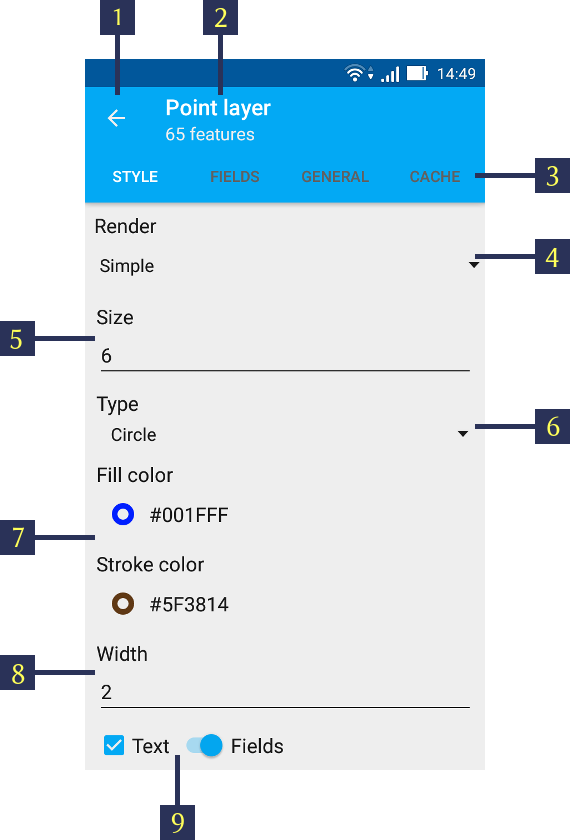 1
2
14:49
Point layer
65 features
STYLE FIELDS GENERAL CACHE
3
Render
4
Simple
Size
5
6
Type
6
Circle
Fill color
#001FFF
7
Stroke color
#5F3814
Width
8
2
Text Fields
9